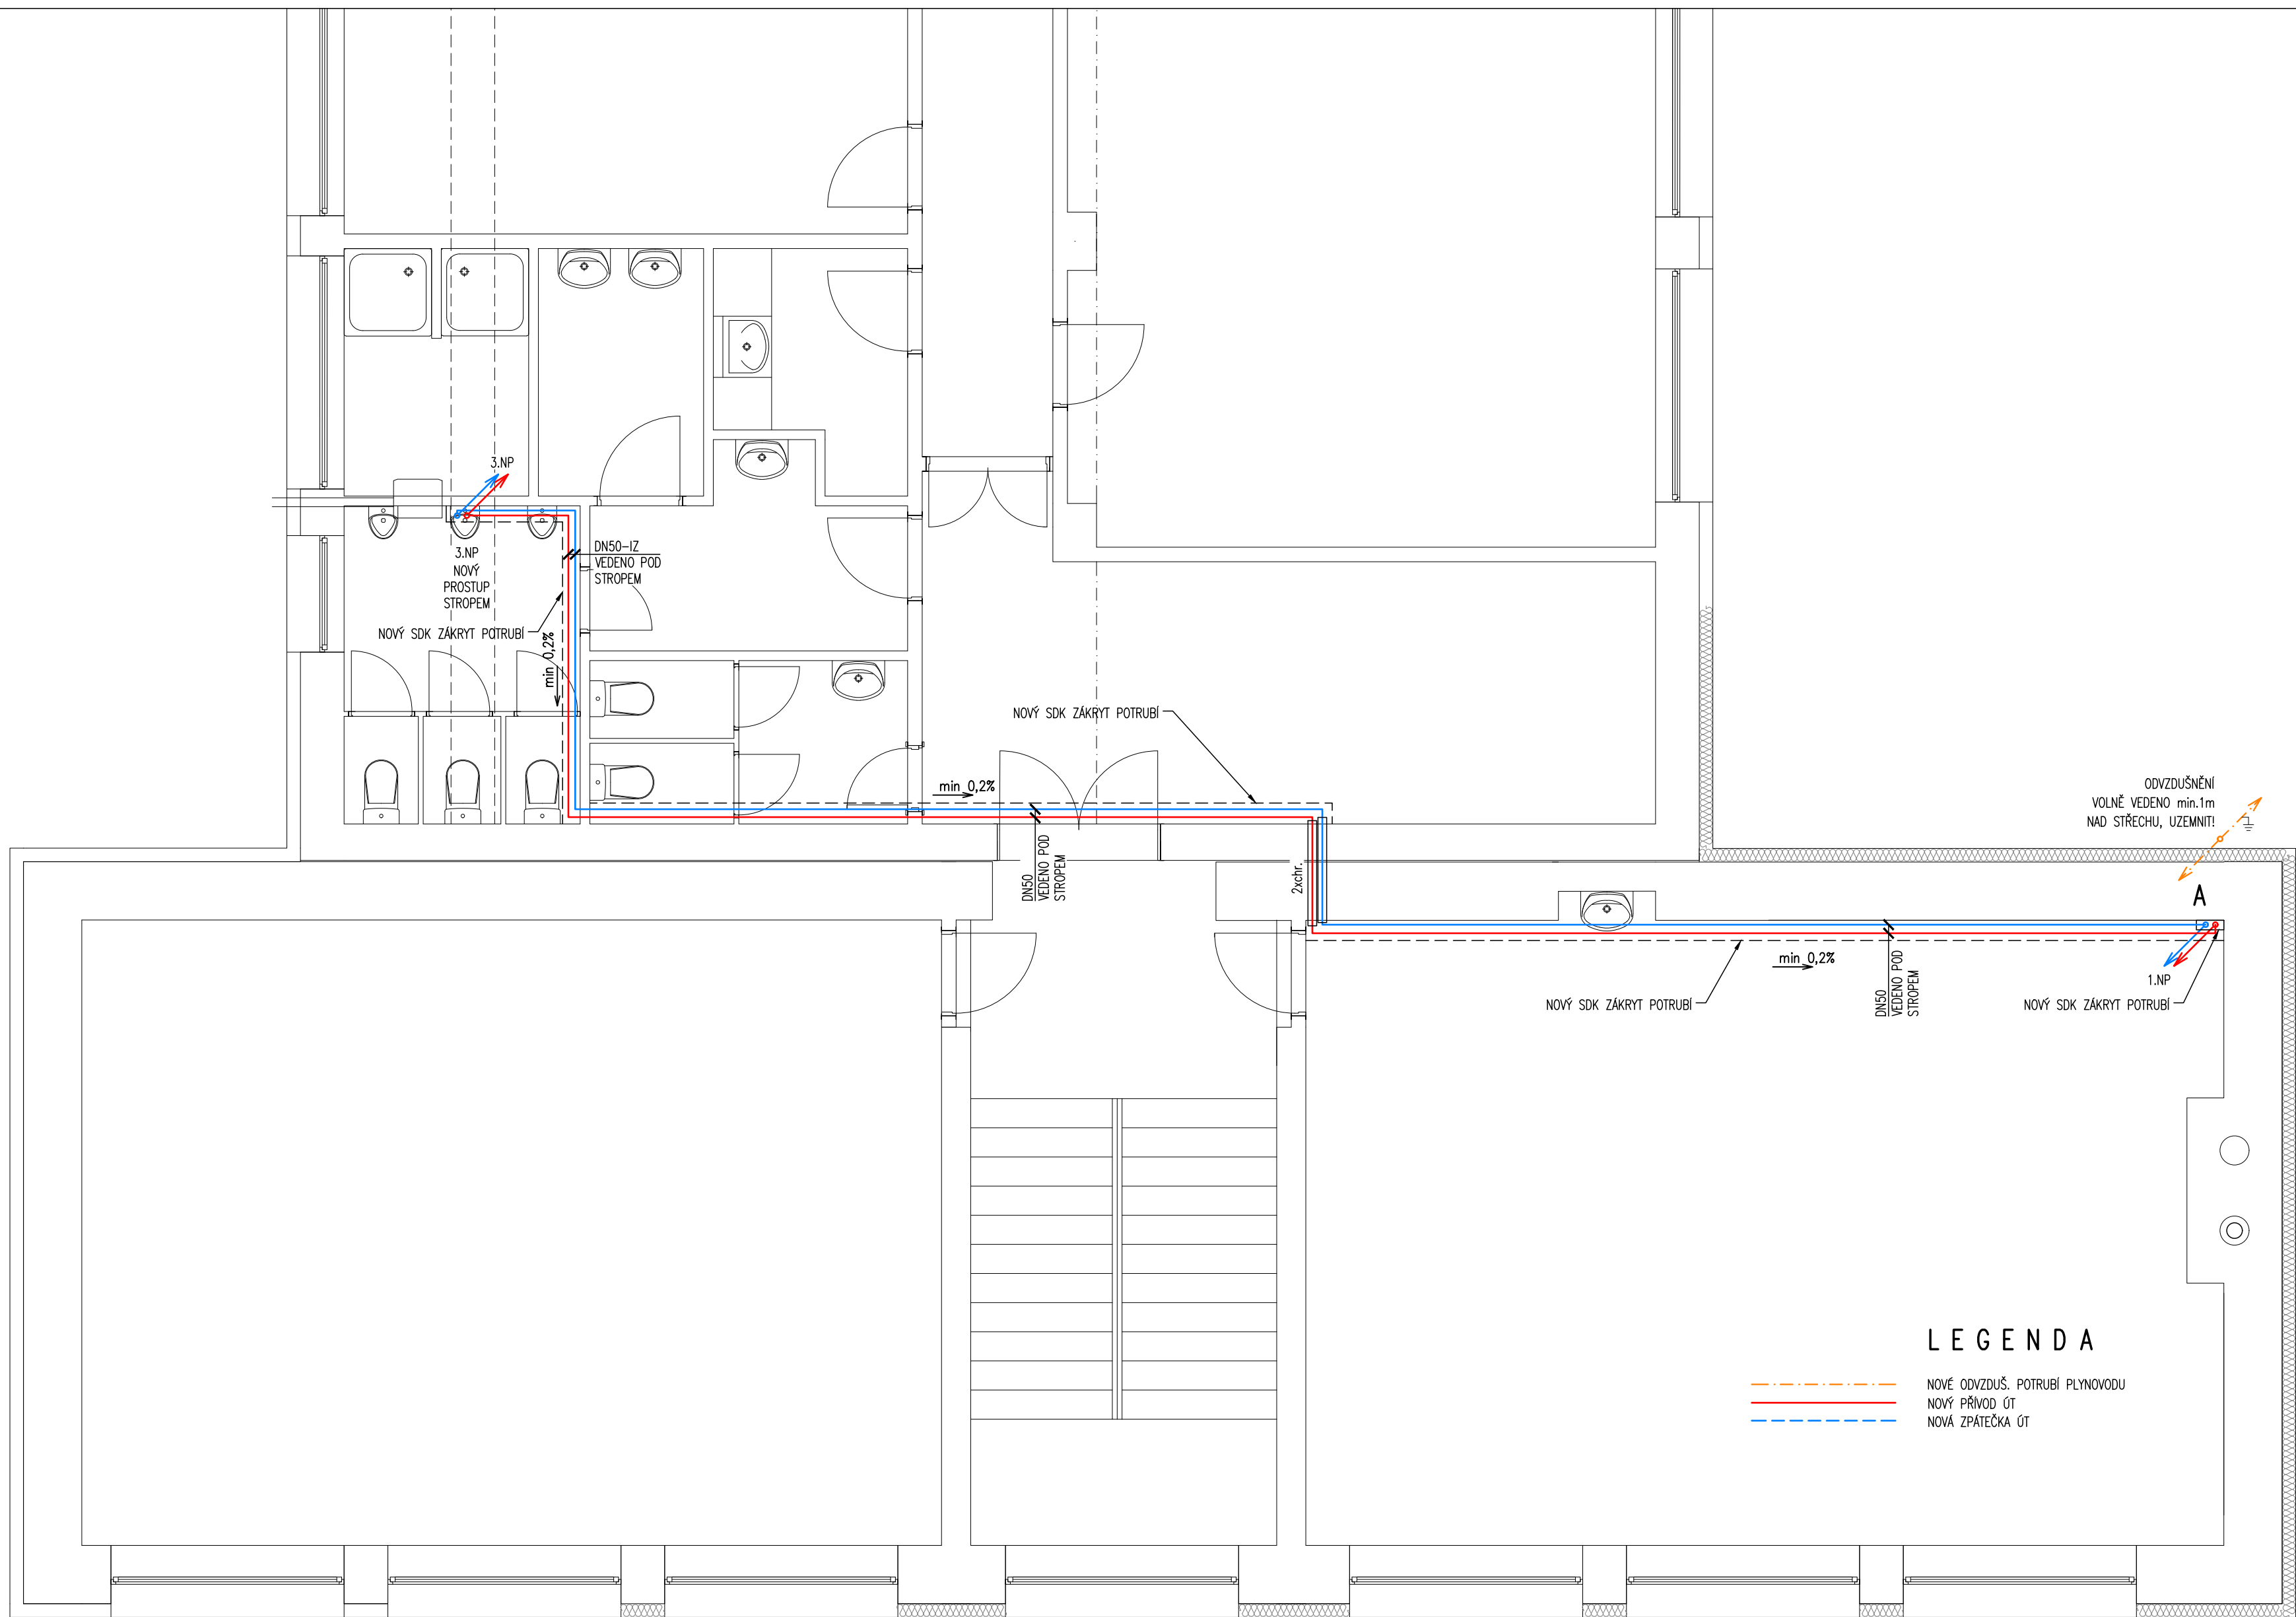 3.NP
3.NP
NOVÝ
PROSTUP
STROPEM
DN50-IZ
VEDENO POD
STROPEM
NOVÝ SDK ZÁKRYT POTRUBÍ
min 0,2%
NOVÝ SDK ZÁKRYT POTRUBÍ
min 0,2%
DN50
VEDENO POD
STROPEM
2xchr.
ODVZDUŠNĚNÍ
VOLNĚ VEDENO min.1m
NAD STŘECHU, UZEMNIT!
A
min 0,2%
DN50
VEDENO POD
STROPEM
1.NP
NOVÝ SDK ZÁKRYT POTRUBÍ
NOVÝ SDK ZÁKRYT POTRUBÍ
LEGENDA
NOVÉ ODVZDUŠ. POTRUBÍ PLYNOVODU
NOVÝ PŘÍVOD ÚT
NOVÁ ZPÁTEČKA ÚT